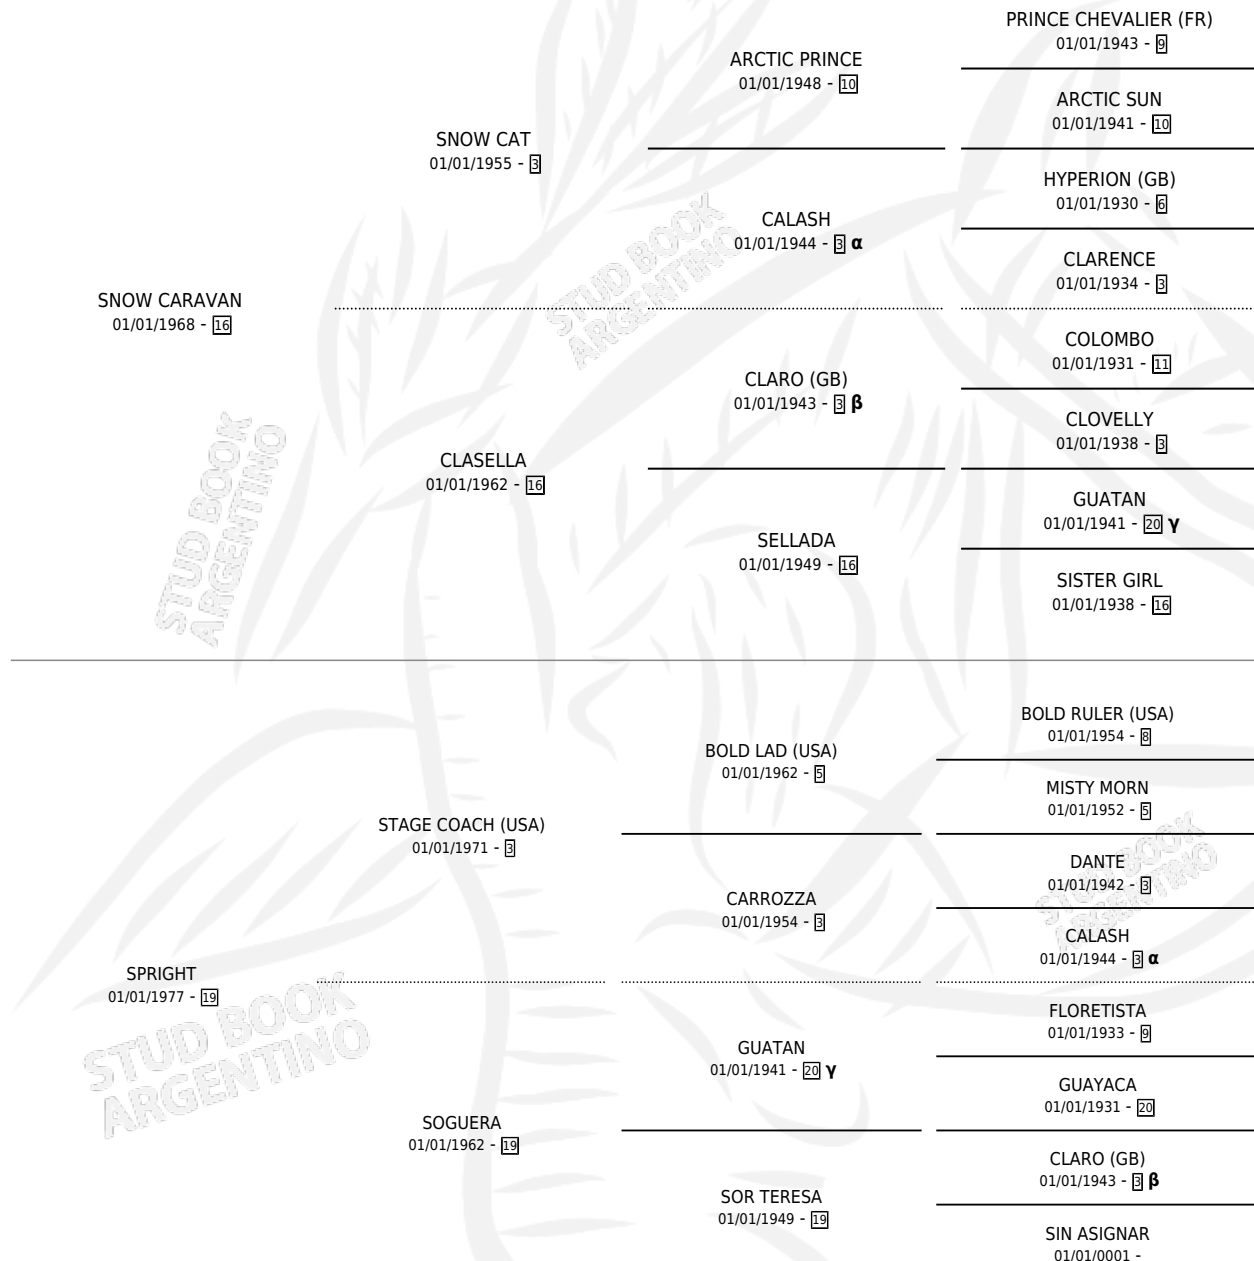 PRINCE CHEVALIER (FR)
01/01/1943 - 9
ARCTIC PRINCE
01/01/1948 - 10
ARCTIC SUN
01/01/1941 - 10
SNOW CAT
01/01/1955 - 3
HYPERION (GB)
01/01/1930 - 6
CALASH
01/01/1944 - 3 α
CLARENCE
01/01/1934 - 3
SNOW CARAVAN
01/01/1968 - 16
COLOMBO
01/01/1931 - 11
CLARO (GB)
01/01/1943 - 3 β
CLOVELLY
01/01/1938 - 3
CLASELLA
01/01/1962 - 16
GUATAN
01/01/1941 - 20 γ
SELLADA
01/01/1949 - 16
SISTER GIRL
01/01/1938 - 16
BOLD RULER (USA)
01/01/1954 - 8
BOLD LAD (USA)
01/01/1962 - 5
MISTY MORN
01/01/1952 - 5
STAGE COACH (USA)
01/01/1971 - 3
DANTE
01/01/1942 - 3
CARROZZA
01/01/1954 - 3
CALASH
01/01/1944 - 3 α
SPRIGHT
01/01/1977 - 19
FLORETISTA
01/01/1933 - 9
GUATAN
01/01/1941 - 20 γ
GUAYACA
01/01/1931 - 20
SOGUERA
01/01/1962 - 19
CLARO (GB)
01/01/1943 - 3 β
SOR TERESA
01/01/1949 - 19
SIN ASIGNAR
01/01/0001 -
STUD BOOK
ARGENTINO
STUD BOOK
ARGENTINO
STUD BOOK
ARGENTINO
STUD BOOK
ARGENTINO